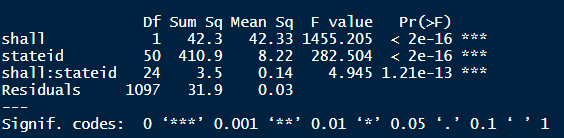 Df Sum Sq Mean Sq F value Pr(>F)
shall 1 42.3 42.33 1455.205 < 2e-16 ***
stateid 50 410.9 8.22 282.504 < 2e-16 ***
shall:stateid 24 3.5 0.14 4.945 1.21e-13 ***
Residuals 1097 31.9 0.03
---
Signif. codes: 0 ‘***’ 0.001 ‘**’ 0.01 ‘*’ 0.05 ‘.’ 0.1 ‘ ’ 1